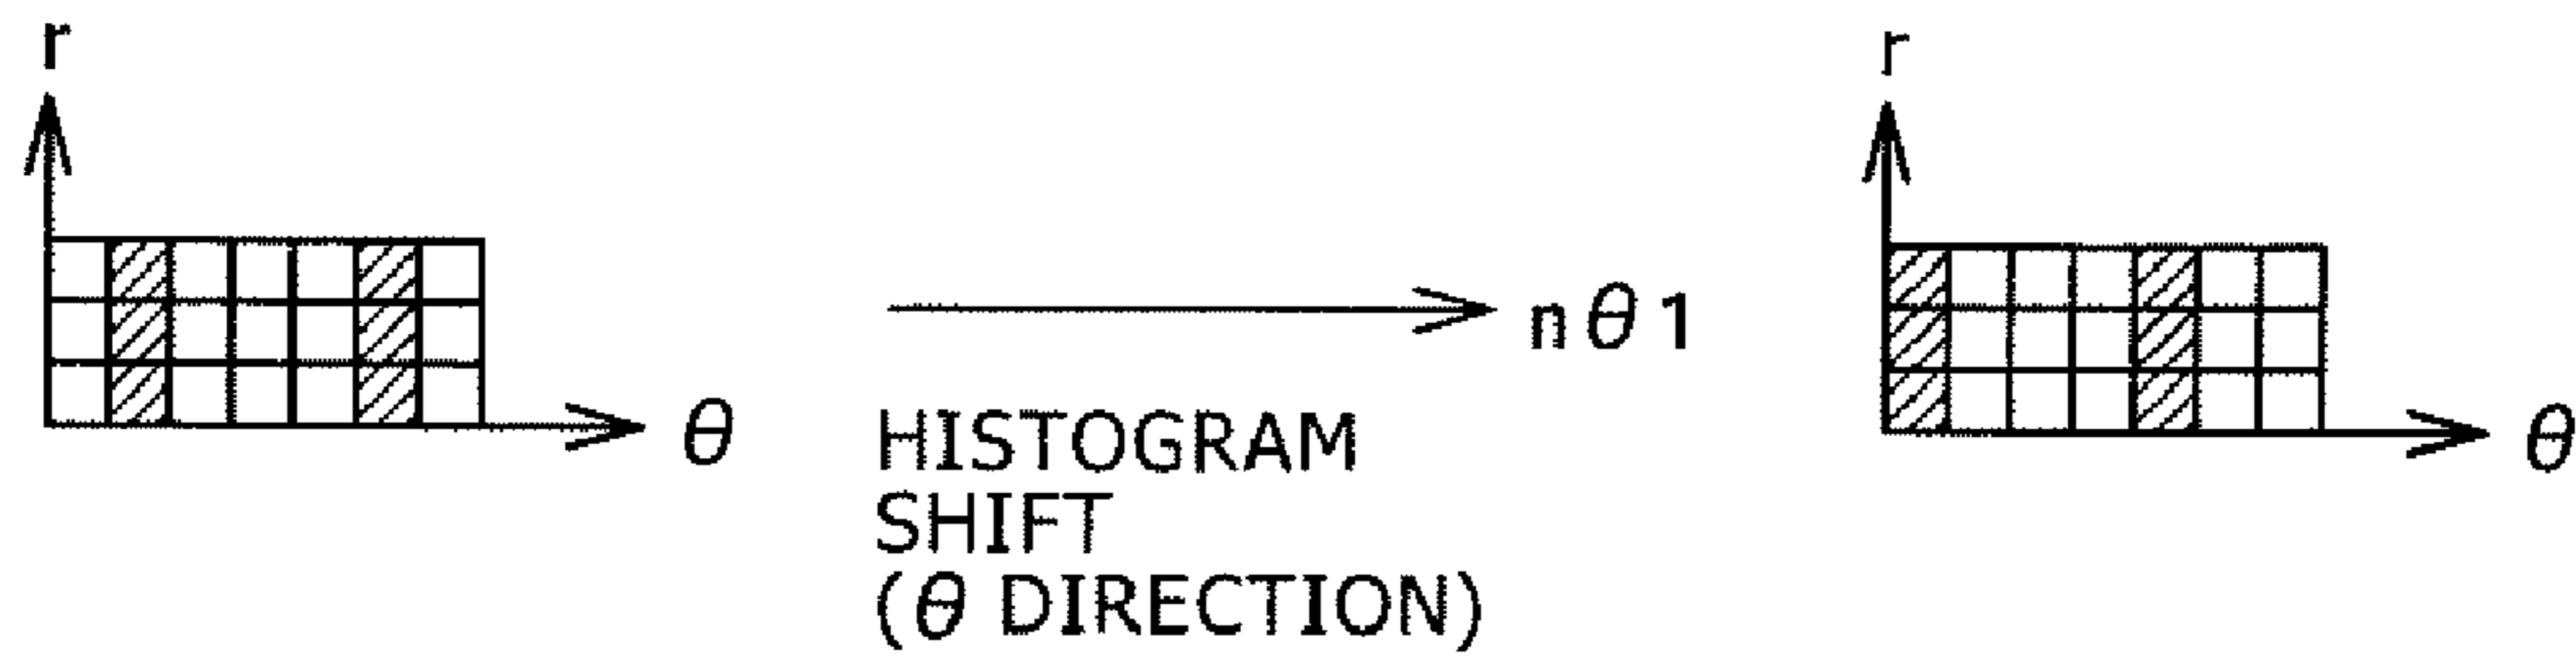 r
θ
nθ1
HISTOGRAM
SHIFT
(θ DIRECTION)
r
θ